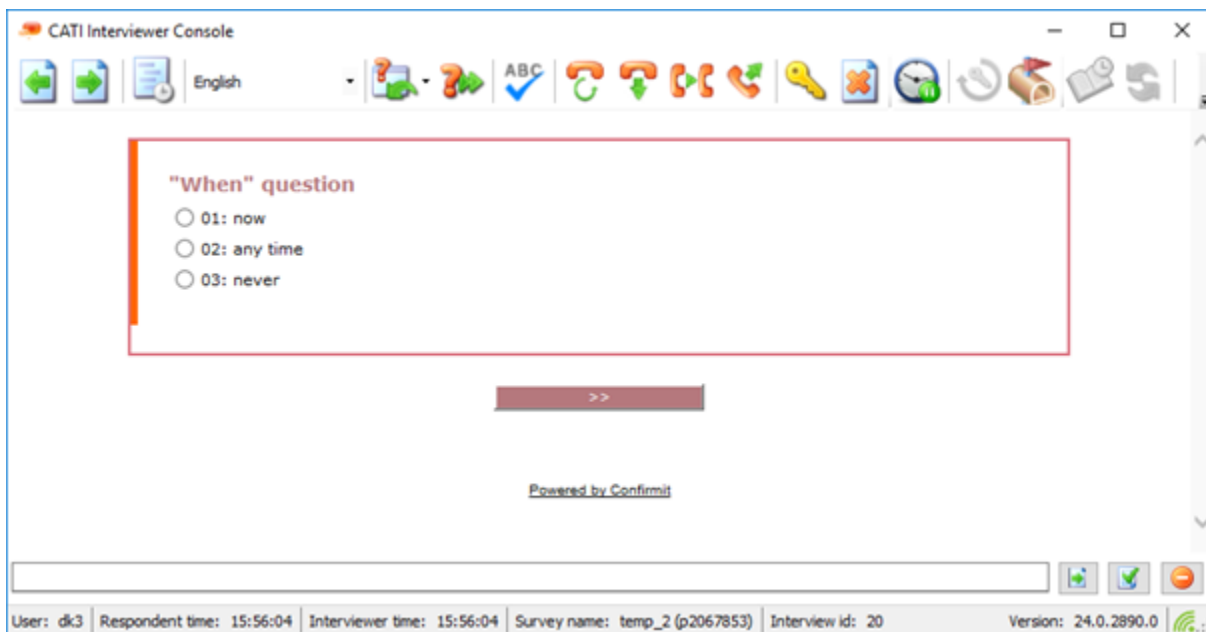 CATI Interviewer Console
English
ABC
"When" question
01: now
02: any time
03: never
>>
Powered by Confirmit
User: dk3 Respondent time: 15:56:04 Interviewer time: 15:56:04 Survey name: temp_2 (p2067853) Interview id: 20 Version: 24.0.2890.0